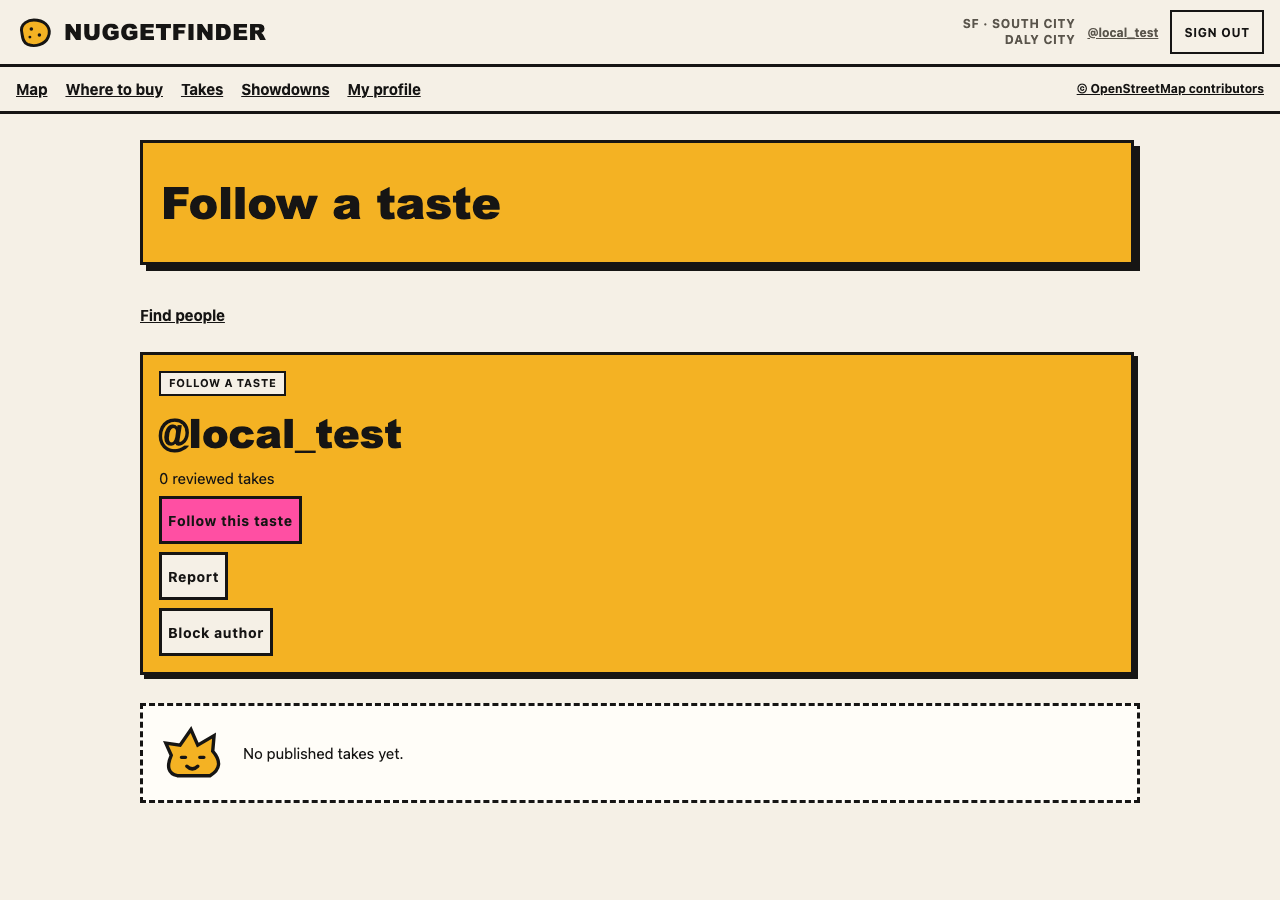 NUGGETFINDER
SF · SOUTH CITY
DALY CITY
@local_test
SIGN OUT
Map
Where to buy
Takes
Showdowns
My profile
© OpenStreetMap contributors
Follow a taste
Find people
FOLLOW A TASTE
@local_test
0 reviewed takes
Follow this taste
Report
Block author
No published takes yet.